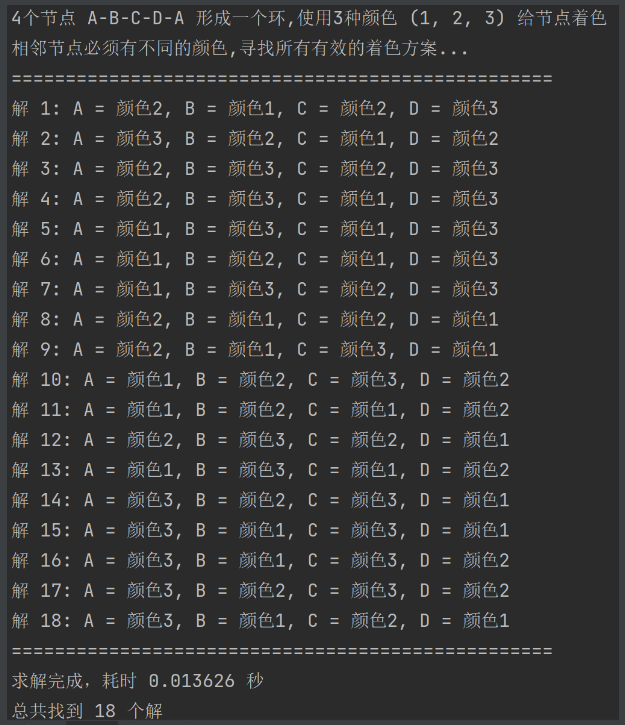 4个节点 A-B-C-D-A 形成一个环,使用3种颜色 (1, 2, 3) 给节点着色
相邻节点必须有不同的颜色,寻找所有有效的着色方案...
==================================================
解 1: A = 颜色2, B = 颜色1, C = 颜色2, D = 颜色3
解 2: A = 颜色3, B = 颜色2, C = 颜色1, D = 颜色2
解 3: A = 颜色2, B = 颜色3, C = 颜色2, D = 颜色3
解 4: A = 颜色2, B = 颜色3, C = 颜色1, D = 颜色3
解 5: A = 颜色1, B = 颜色3, C = 颜色1, D = 颜色3
解 6: A = 颜色1, B = 颜色2, C = 颜色1, D = 颜色3
解 7: A = 颜色1, B = 颜色3, C = 颜色2, D = 颜色3
解 8: A = 颜色2, B = 颜色1, C = 颜色2, D = 颜色1
解 9: A = 颜色2, B = 颜色1, C = 颜色3, D = 颜色1
解 10: A = 颜色1, B = 颜色2, C = 颜色3, D = 颜色2
解 11: A = 颜色1, B = 颜色2, C = 颜色1, D = 颜色2
解 12: A = 颜色2, B = 颜色3, C = 颜色2, D = 颜色1
解 13: A = 颜色1, B = 颜色3, C = 颜色1, D = 颜色2
解 14: A = 颜色3, B = 颜色2, C = 颜色3, D = 颜色1
解 15: A = 颜色3, B = 颜色1, C = 颜色3, D = 颜色1
解 16: A = 颜色3, B = 颜色1, C = 颜色3, D = 颜色2
解 17: A = 颜色3, B = 颜色2, C = 颜色3, D = 颜色2
解 18: A = 颜色3, B = 颜色1, C = 颜色2, D = 颜色1
==================================================
求解完成，耗时 0.013626 秒
总共找到 18 个解